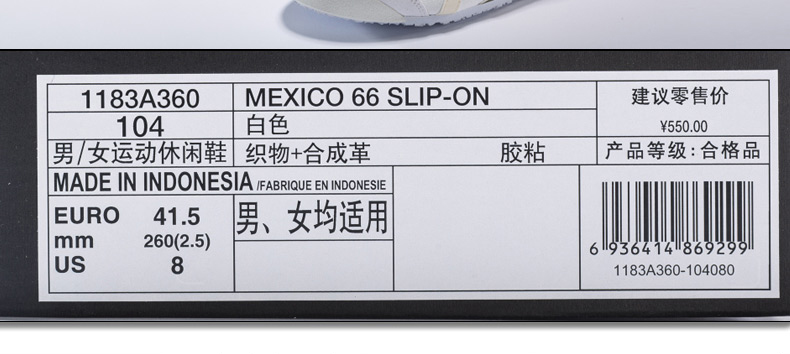 1183A360
MEXICO 66 SLIP-ON
建议零售价
¥550.00
104
白色
男/女运动休闲鞋
织物+合成革
胶粘
产品等级:合格品
MADE IN INDONESIA /FABRIQUE EN INDONESIE
EURO 41.5
mm 260(2.5)
US 8
男、女均适用
6 936414 869299
1183A360-104080